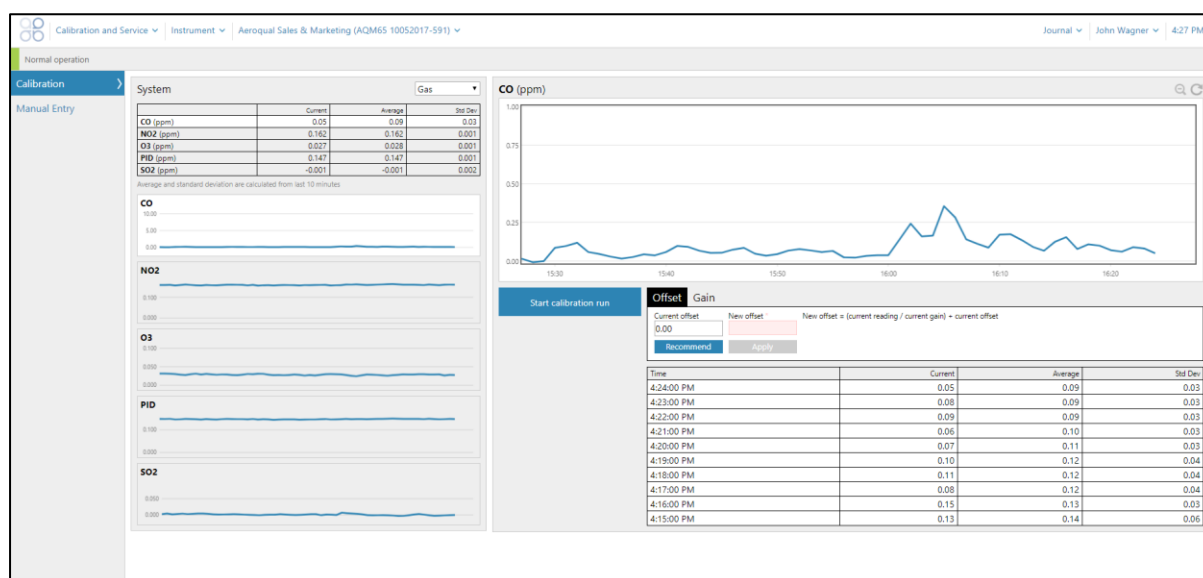 Calibration and Service Instrument Aeroqual Sales & Marketing (AQM65 10052017-591) Journal John Wagner 4:27 PM
Normal operation
Calibration
Manual Entry
System Gas
Current Average Std Dev
CO (ppm) 0.05 0.09 0.03
NO2 (ppm) 0.162 0.162 0.001
O3 (ppm) 0.027 0.028 0.001
PID (ppm) 0.147 0.147 0.001
SO2 (ppm) -0.001 -0.001 0.002
Average and standard deviation are calculated from last 10 minutes
CO
10.00
5.00
0.00
NO2
0.100
0.000
O3
0.100
0.050
0.000
PID
0.100
0.000
SO2
0.050
0.000
CO (ppm)
1.00
0.75
0.50
0.25
0.00
15:30 15:40 15:50 16:00 16:10 16:20
Start calibration run
Offset Gain
Current offset New offset New offset = (current reading / current gain) + current offset
0.00
Recommend Apply
Time Current Average Std Dev
4:24:00 PM 0.05 0.09 0.03
4:23:00 PM 0.08 0.09 0.03
4:22:00 PM 0.09 0.09 0.03
4:21:00 PM 0.06 0.10 0.03
4:20:00 PM 0.07 0.11 0.03
4:19:00 PM 0.10 0.12 0.04
4:18:00 PM 0.11 0.12 0.04
4:17:00 PM 0.08 0.12 0.04
4:16:00 PM 0.15 0.13 0.03
4:15:00 PM 0.13 0.14 0.06